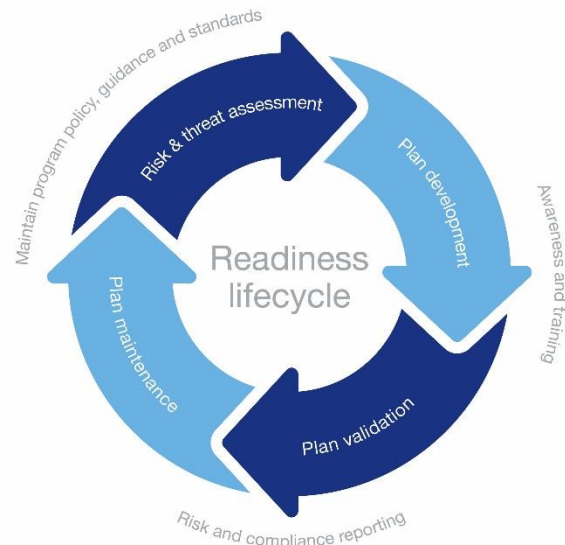 Maintain program policy, guidance and standards
Risk & threat assessment
Plan development
Awareness and training
Readiness
lifecycle
Plan maintenance
Plan validation
Risk and compliance reporting